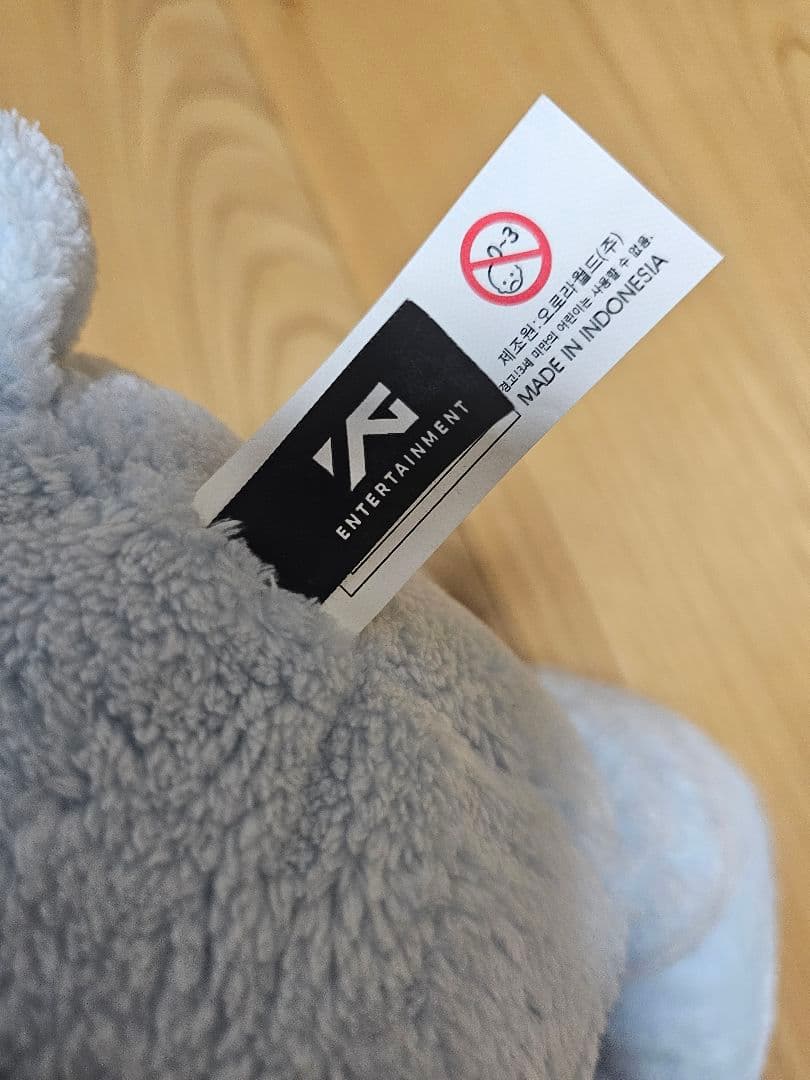 0-3
제조원:오로라월드(주)
경고!3세 미만의 어린이는 사용할 수 없음.
MADE IN INDONESIA
YG
ENTERTAINMENT